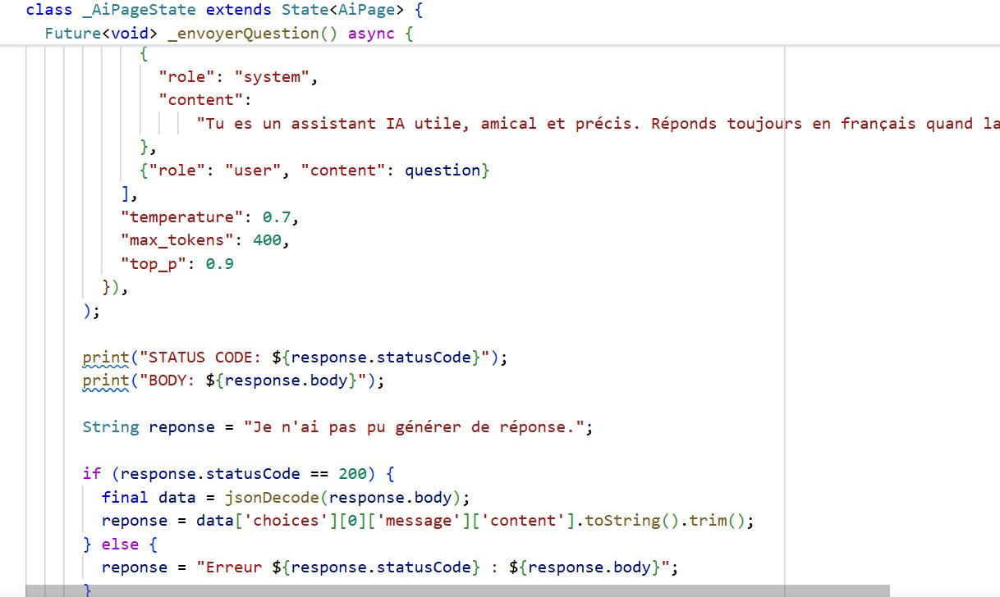 class _AiPageState extends State<AiPage> {
Future<void> _envoyerQuestion() async {
{
"role": "system",
"content":
"Tu es un assistant IA utile, amical et précis. Réponds toujours en français quand la
},
{"role": "user", "content": question}
],
"temperature": 0.7,
"max_tokens": 400,
"top_p": 0.9
}),
);
print("STATUS CODE: ${response.statusCode}");
print("BODY: ${response.body}");
String reponse = "Je n'ai pas pu générer de réponse.";
if (response.statusCode == 200) {
final data = jsonDecode(response.body);
reponse = data['choices'][0]['message']['content'].toString().trim();
} else {
reponse = "Erreur ${response.statusCode} : ${response.body}";
}